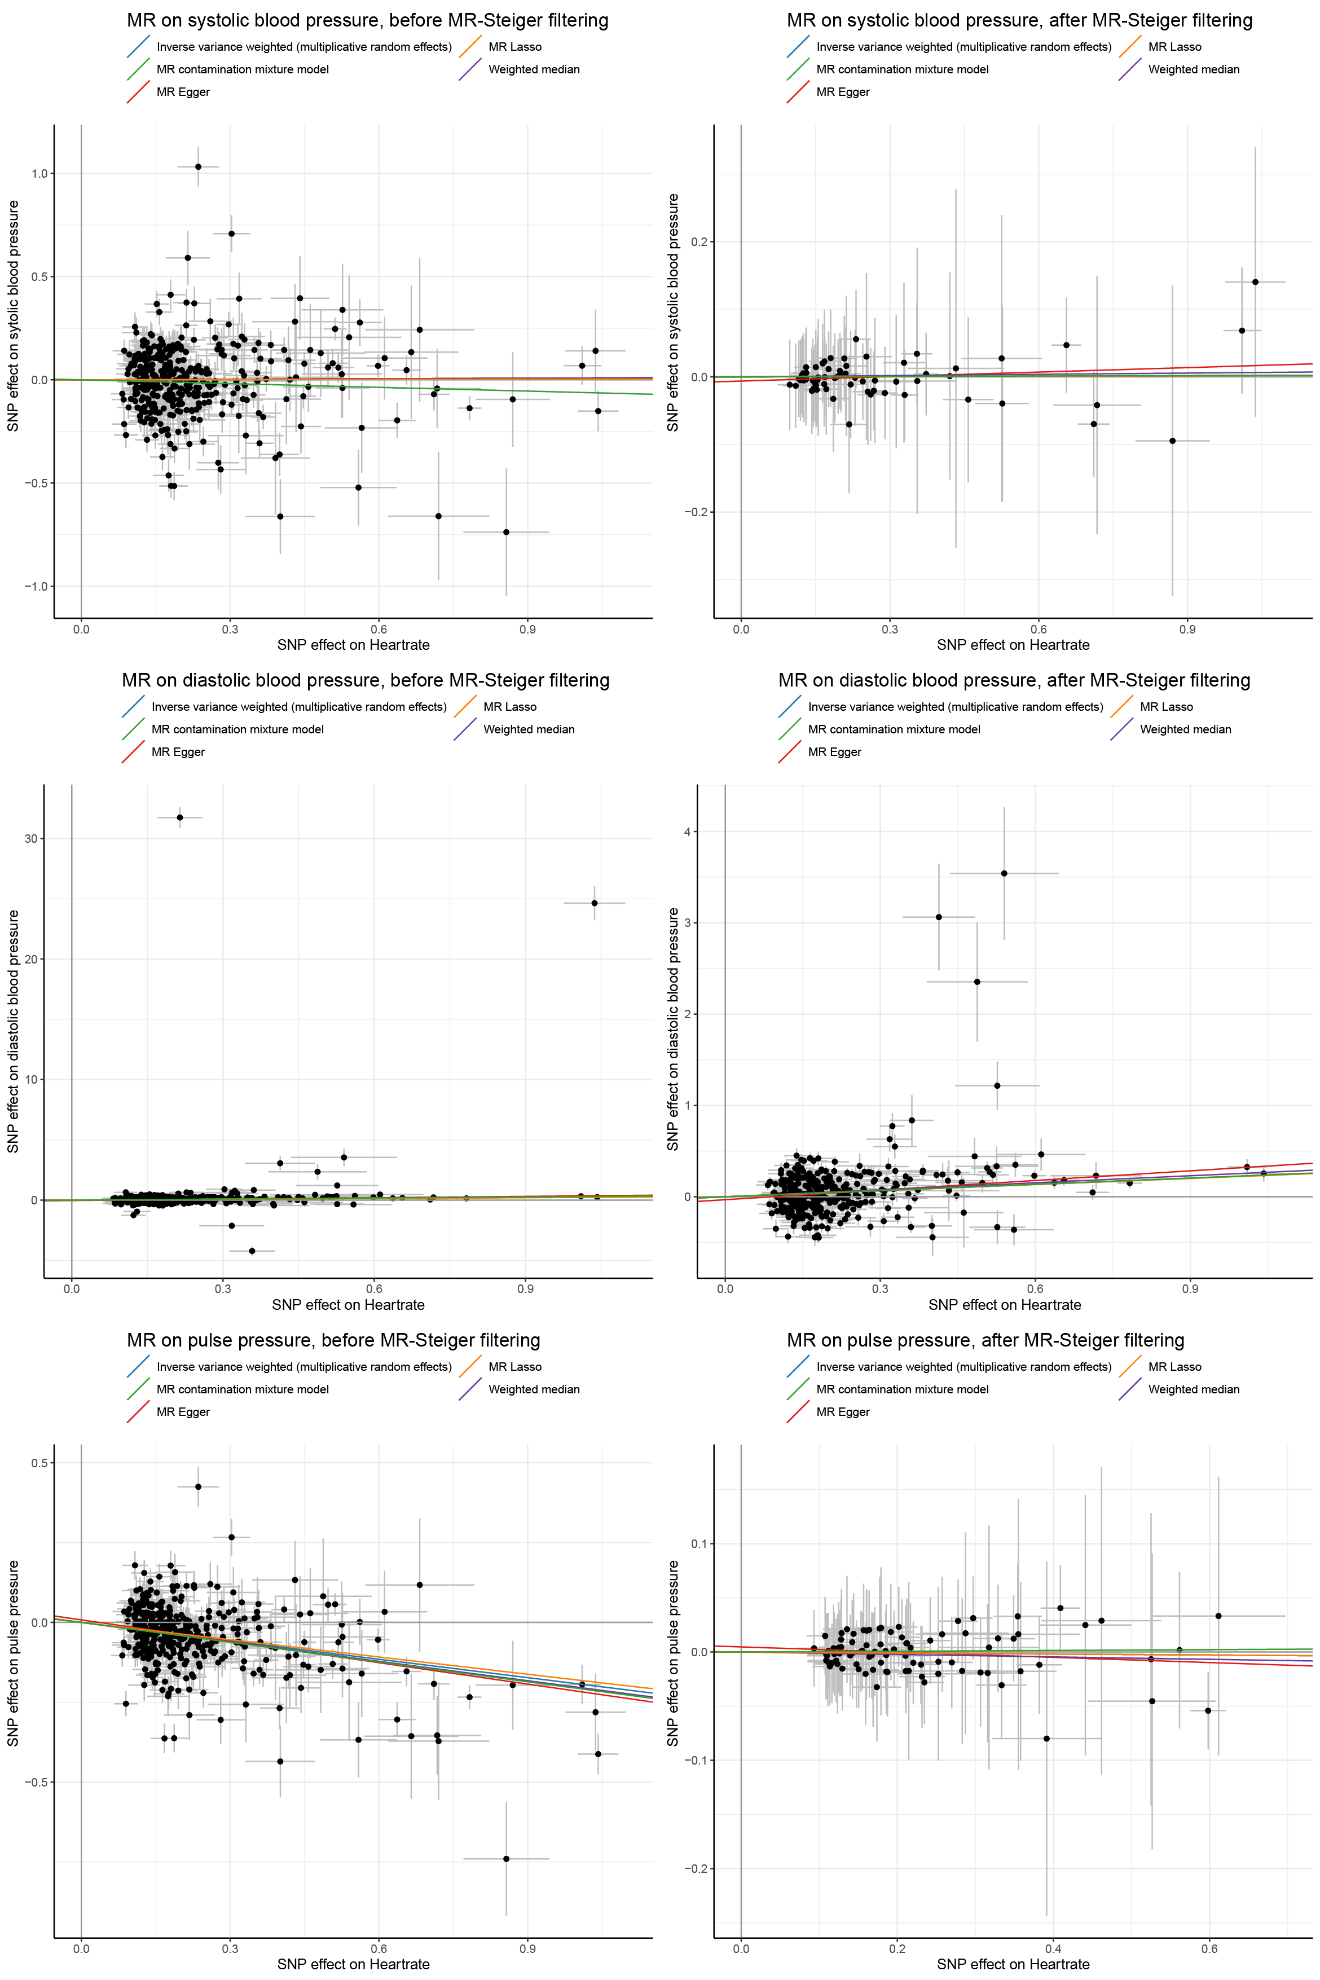 MR on systolic blood pressure, before MR-Steiger filtering
Inverse variance weighted (multiplicative random effects)
MR Lasso
MR contamination mixture model
Weighted median
MR Egger
SNP effect on sytolic blood pressure
1.0
0.5
0.0
−0.5
−1.0
0.0
0.3
0.6
0.9
SNP effect on Heartrate
MR on systolic blood pressure, after MR-Steiger filtering
Inverse variance weighted (multiplicative random effects)
MR Lasso
MR contamination mixture model
Weighted median
MR Egger
SNP effect on systolic blood pressure
0.2
0.0
−0.2
0.0
0.3
0.6
0.9
SNP effect on Heartrate
MR on diastolic blood pressure, before MR-Steiger filtering
Inverse variance weighted (multiplicative random effects)
MR Lasso
MR contamination mixture model
Weighted median
MR Egger
SNP effect on diastolic blood pressure
30
20
10
0
0.0
0.3
0.6
0.9
SNP effect on Heartrate
MR on diastolic blood pressure, after MR-Steiger filtering
Inverse variance weighted (multiplicative random effects)
MR Lasso
MR contamination mixture model
Weighted median
MR Egger
SNP effect on diastolic blood pressure
4
3
2
1
0
0.0
0.3
0.6
0.9
SNP effect on Heartrate
MR on pulse pressure, before MR-Steiger filtering
Inverse variance weighted (multiplicative random effects)
MR Lasso
MR contamination mixture model
Weighted median
MR Egger
SNP effect on pulse pressure
0.5
0.0
−0.5
0.0
0.3
0.6
0.9
SNP effect on Heartrate
MR on pulse pressure, after MR-Steiger filtering
Inverse variance weighted (multiplicative random effects)
MR Lasso
MR contamination mixture model
Weighted median
MR Egger
SNP effect on pulse pressure
0.1
0.0
−0.1
−0.2
0.0
0.2
0.4
0.6
SNP effect on Heartrate